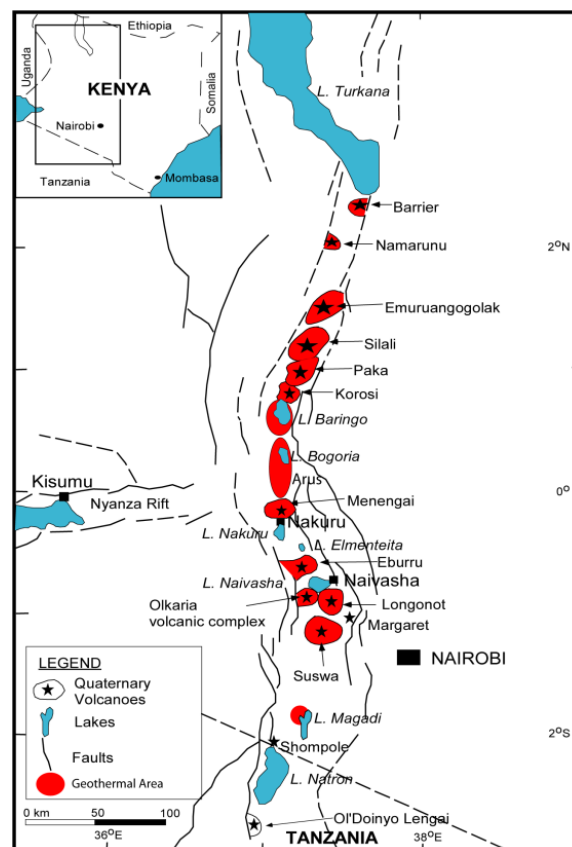 Ethiopia
Uganda
KENYA
Somalia
Nairobi
Tanzania
Mombasa
L. Turkana
Barrier
Namarunu
2°N
Emuruangogolak
Silali
Paka
Korosi
L. Baringo
L. Bogoria
Arus
Kisumu
Nyanza Rift
Menengai
0°
Nakuru
L. Nakuru
L. Elmenteita
Eburru
L. Naivasha
Naivasha
Olkaria
volcanic complex
Longonot
Margaret
NAIROBI
Suswa
LEGEND
Quaternary
Volcanoes
Lakes
Faults
Geothermal Area
L. Magadi
2°S
Shompole
L. Natron
0 km 50 100
Ol'Doinyo Lengai
36°E
TANZANIA
38°E